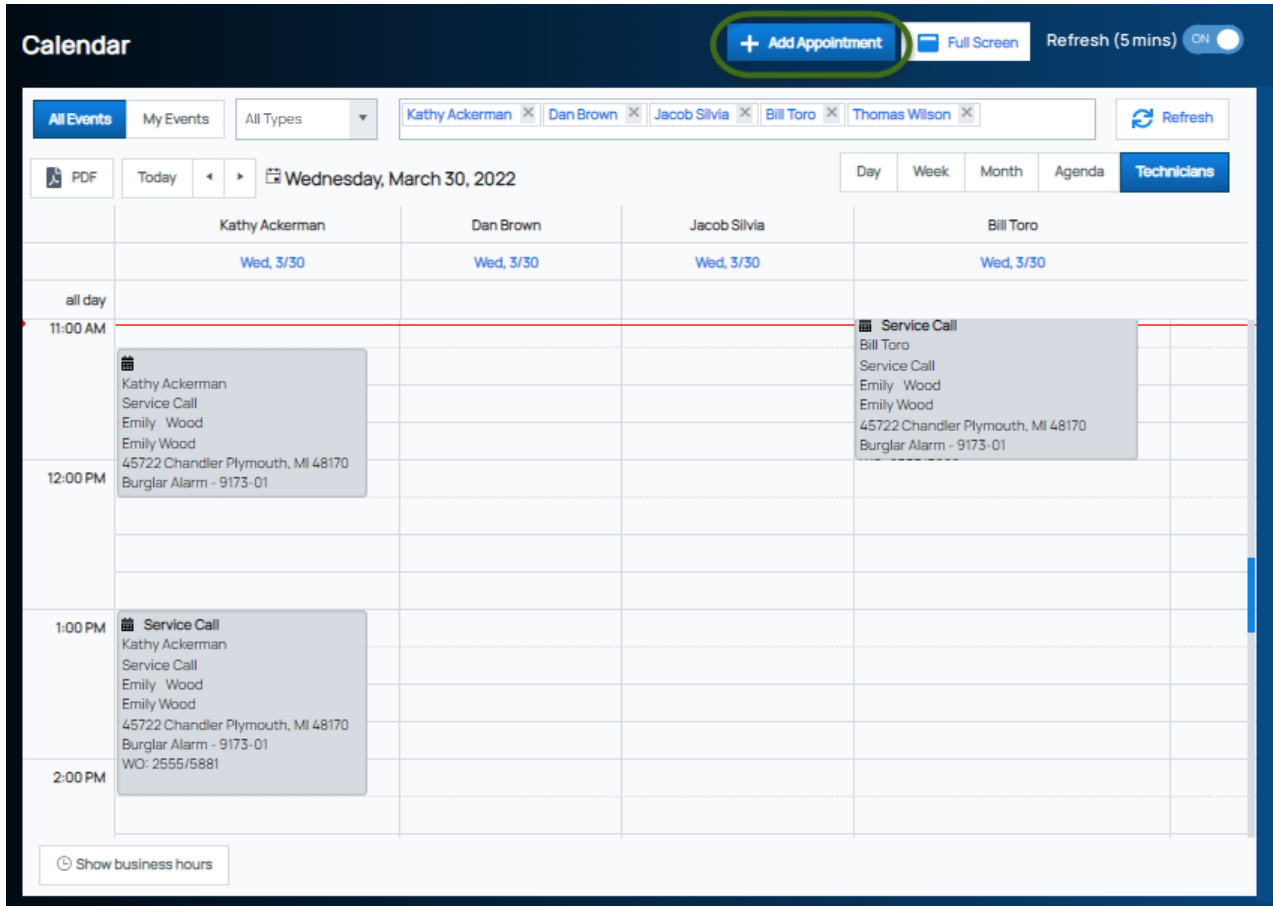 Calendar
Add Appointment
Full Screen
Refresh (5 mins) ON
All Events My Events All Types Kathy Ackerman Dan Brown Jacob Silvia Bill Toro Thomas Wilson Refresh
PDF Today Wednesday, March 30, 2022 Day Week Month Agenda Technicians
Kathy Ackerman Dan Brown Jacob Silvia Bill Toro
Wed, 3/30 Wed, 3/30 Wed, 3/30 Wed, 3/30
all day
11:00 AM
Kathy Ackerman
Service Call
Emily Wood
Emily Wood
45722 Chandler Plymouth, MI 48170
Burglar Alarm - 9173-01
Service Call
Bill Toro
Service Call
Emily Wood
Emily Wood
45722 Chandler Plymouth, MI 48170
Burglar Alarm - 9173-01
12:00 PM
1:00 PM
Service Call
Kathy Ackerman
Service Call
Emily Wood
Emily Wood
45722 Chandler Plymouth, MI 48170
Burglar Alarm - 9173-01
WO: 2555/5881
2:00 PM
Show business hours